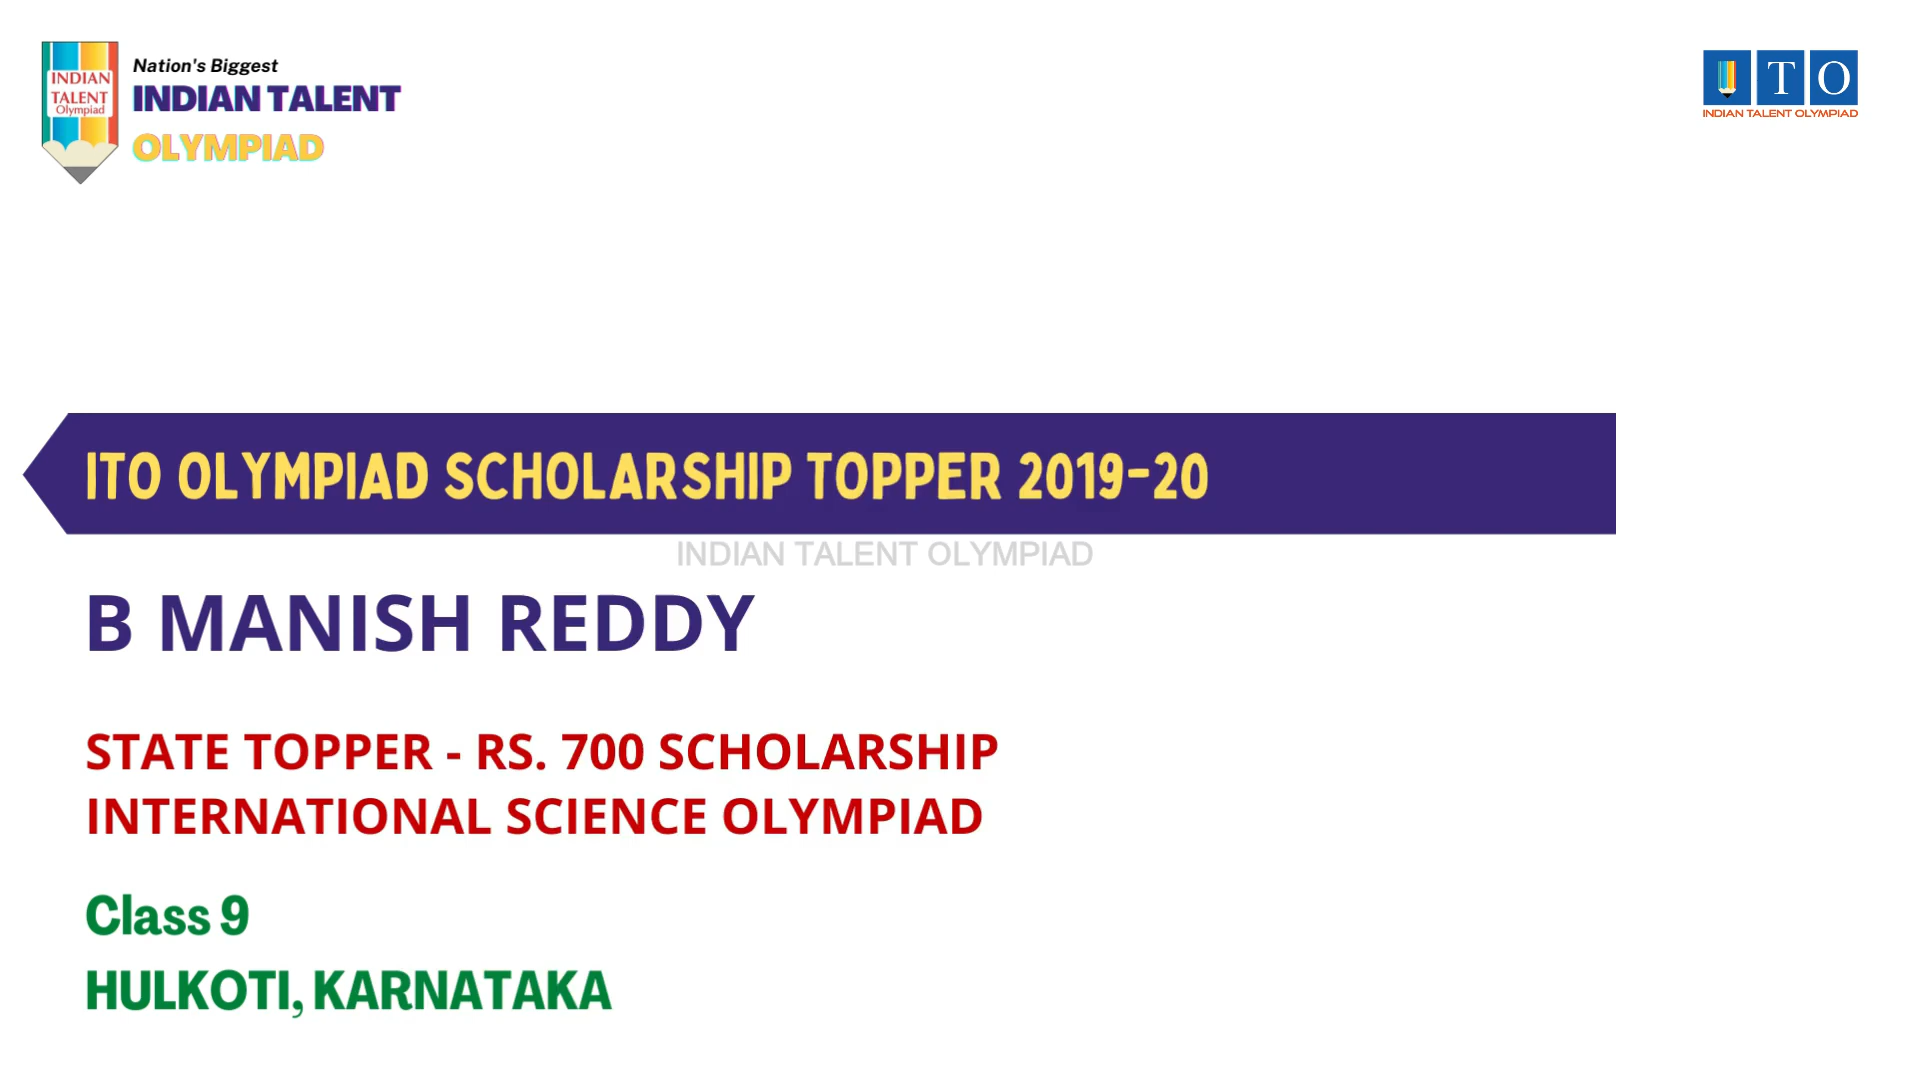 Nation's Biggest
INDIAN TALENT
OLYMPIAD
INDIAN
TALENT
Olympiad
TO
INDIAN TALENT OLYMPIAD
ITO OLYMPIAD SCHOLARSHIP TOPPER 2019-20
INDIAN TALENT OLYMPIAD
B MANISH REDDY
STATE TOPPER - RS. 700 SCHOLARSHIP
INTERNATIONAL SCIENCE OLYMPIAD
Class 9
HULKOTI, KARNATAKA